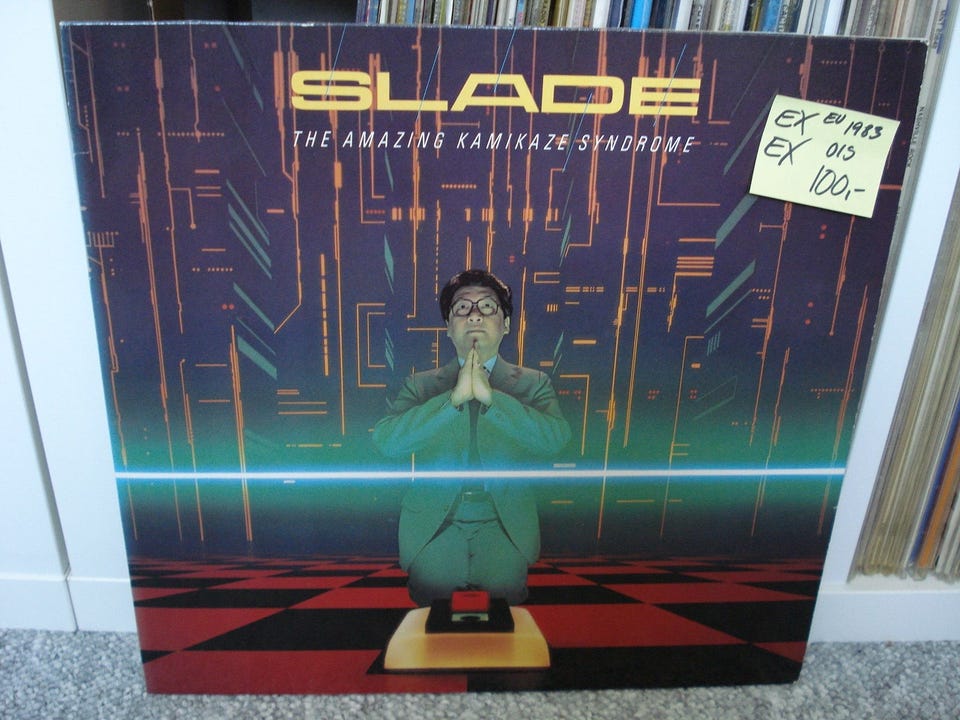 SLADE
THE AMAZING KAMIKAZE SYNDROME
EX EU 1983
EX OIS
100,-